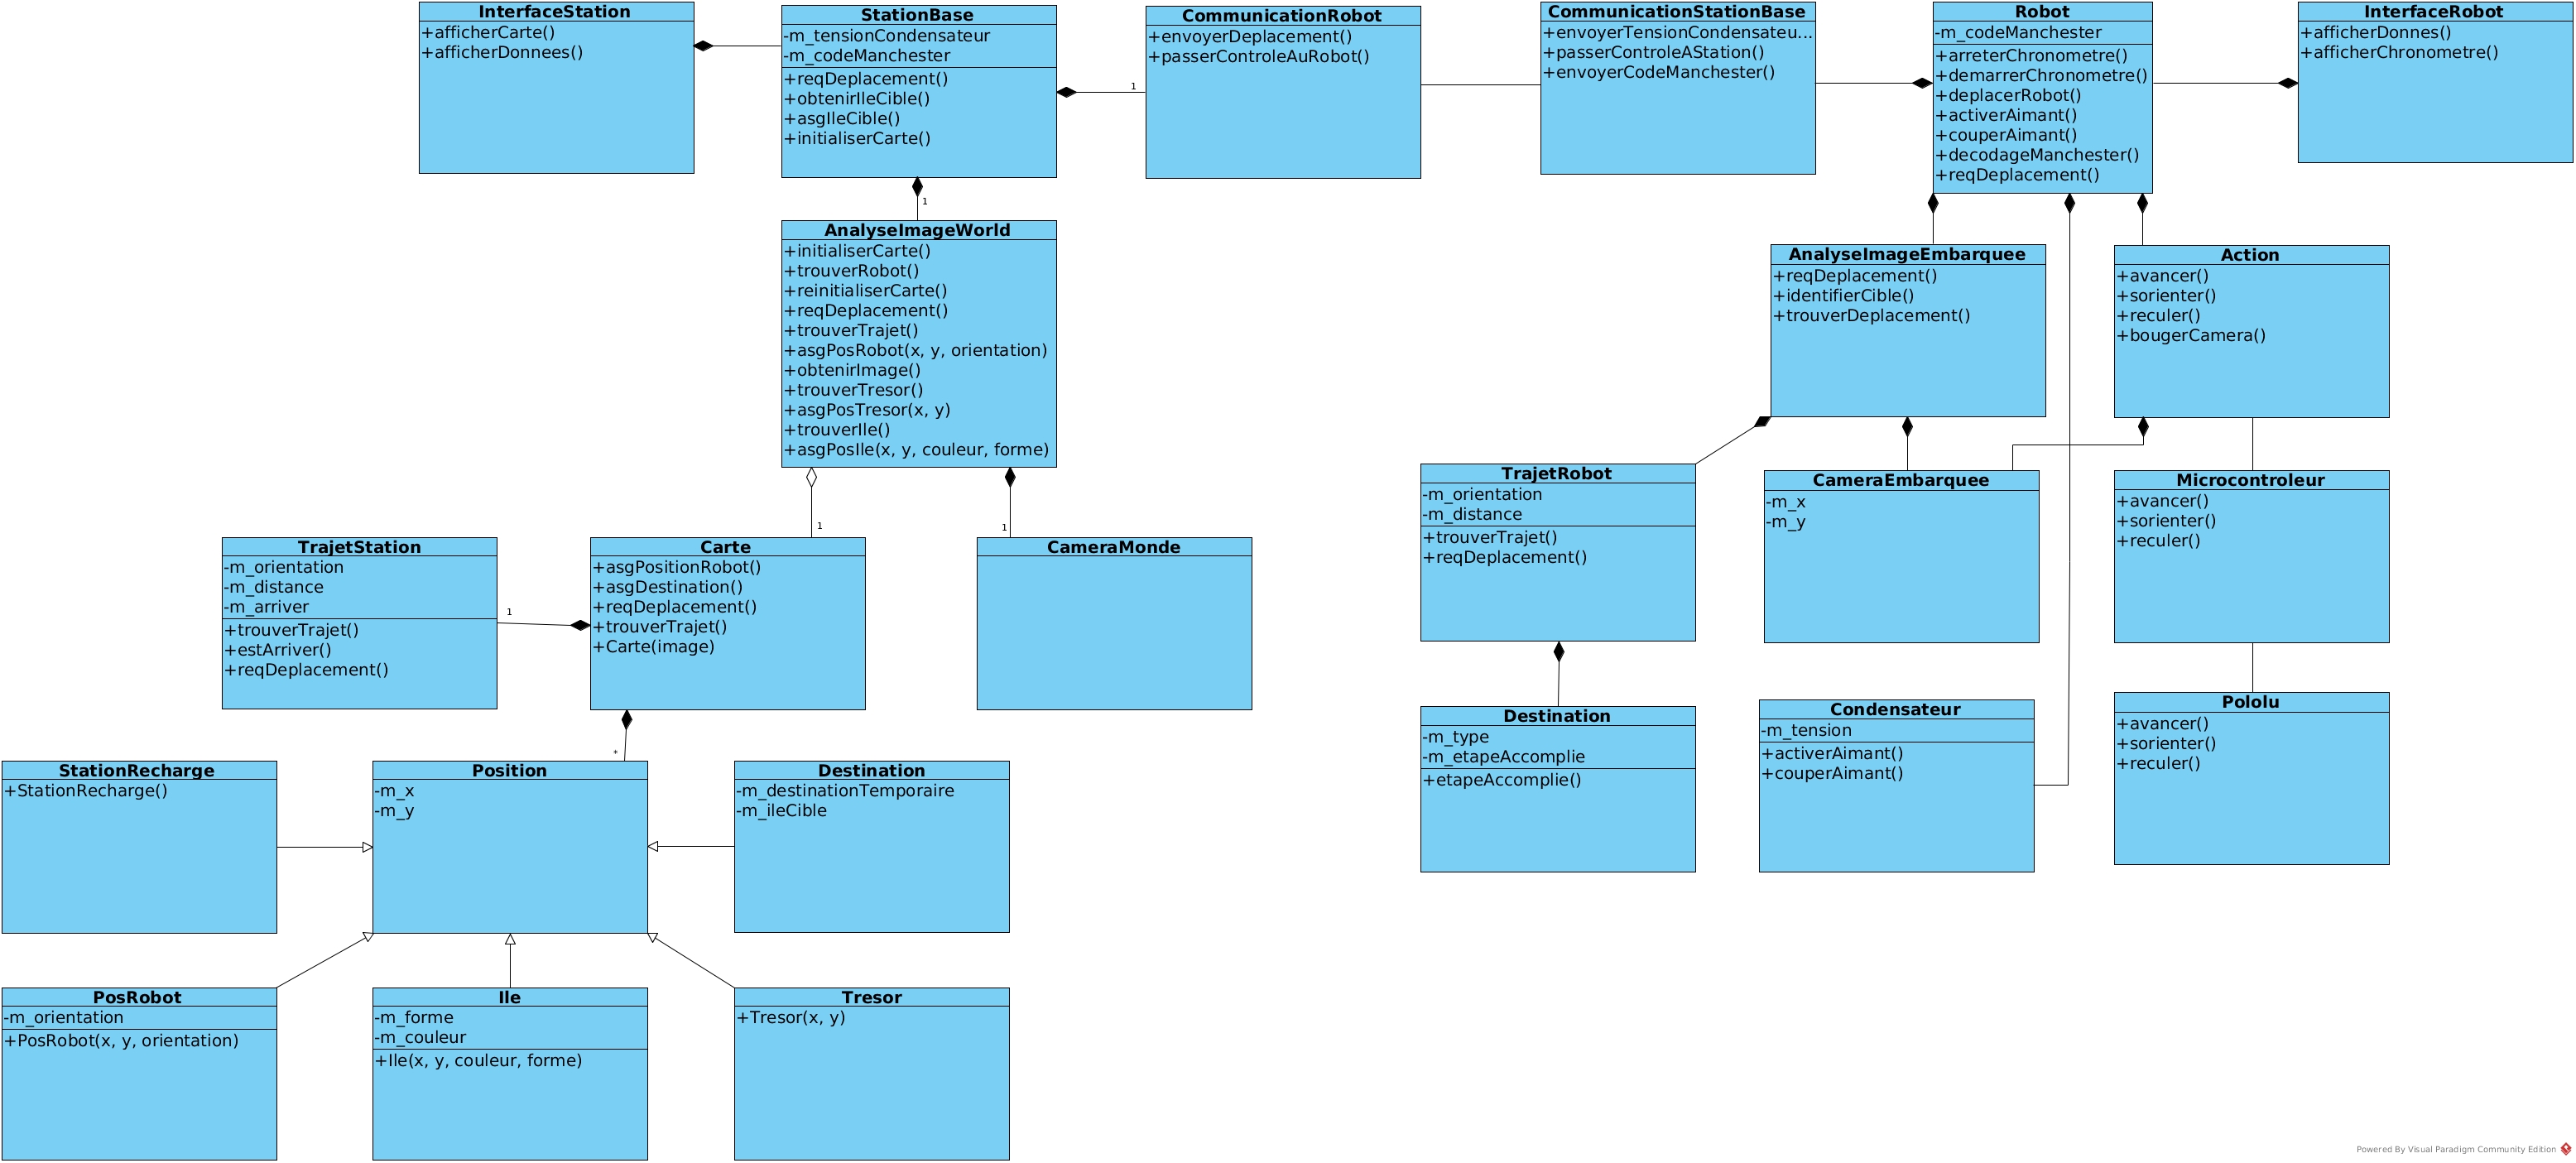 InterfaceStation
+afficherCarte()
+afficherDonnees()
StationBase
-m_tensionCondensateur
-m_codeManchester
+reqDeplacement()
+obtenirIleCible()
+asgIleCible()
+initialiserCarte()
1
1
CommunicationRobot
+envoyerDeplacement()
+passerControleAuRobot()
CommunicationStationBase
+envoyerTensionCondensateu...
+passerControleAStation()
+envoyerCodeManchester()
Robot
-m_codeManchester
+arreterChronometre()
+demarrerChronometre()
+deplacerRobot()
+activerAimant()
+couperAimant()
+decodageManchester()
+reqDeplacement()
InterfaceRobot
+afficherDonnes()
+afficherChronometre()
AnalyseImageWorld
+initialiserCarte()
+trouverRobot()
+reinitialiserCarte()
+reqDeplacement()
+trouverTrajet()
+asgPosRobot(x, y, orientation)
+obtenirImage()
+trouverTresor()
+asgPosTresor(x, y)
+trouverIle()
+asgPosIle(x, y, couleur, forme)
1
1
AnalyseImageEmbarquee
+reqDeplacement()
+identifierCible()
+trouverDeplacement()
Action
+avancer()
+sorienter()
+reculer()
+bougerCamera()
TrajetRobot
-m_orientation
-m_distance
+trouverTrajet()
+reqDeplacement()
CameraEmbarquee
-m_x
-m_y
Microcontroleur
+avancer()
+sorienter()
+reculer()
TrajetStation
-m_orientation
-m_distance
-m_arriver
+trouverTrajet()
+estArriver()
+reqDeplacement()
1
Carte
+asgPositionRobot()
+asgDestination()
+reqDeplacement()
+trouverTrajet()
+Carte(image)
*
CameraMonde
Destination
-m_type
-m_etapeAccomplie
+etapeAccomplie()
Condensateur
-m_tension
+activerAimant()
+couperAimant()
Pololu
+avancer()
+sorienter()
+reculer()
StationRecharge
+StationRecharge()
Position
-m_x
-m_y
Destination
-m_destinationTemporaire
-m_ileCible
PosRobot
-m_orientation
+PosRobot(x, y, orientation)
Ile
-m_forme
-m_couleur
+Ile(x, y, couleur, forme)
Tresor
+Tresor(x, y)
Powered By Visual Paradigm Community Edition